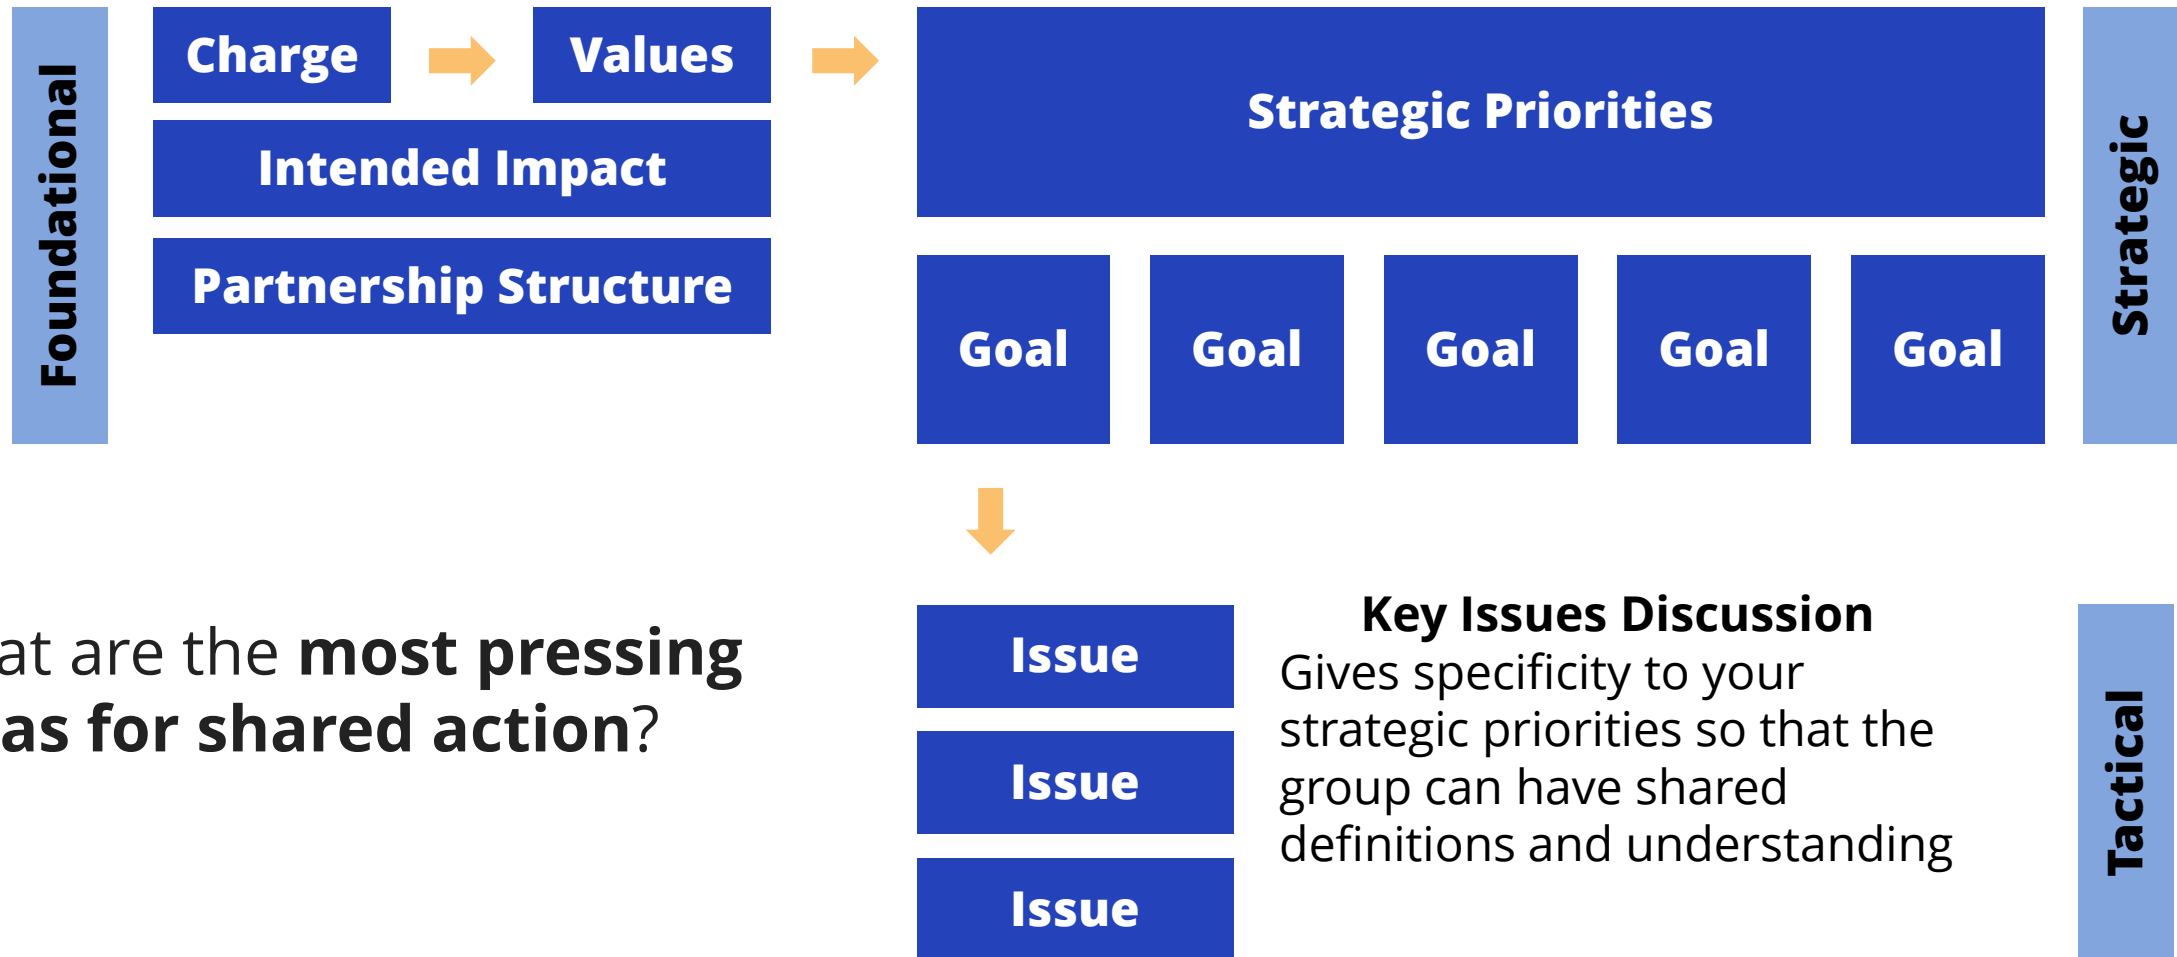 Foundational
Charge
Values
Intended Impact
Partnership Structure
Strategic Priorities
Goal
Goal
Goal
Goal
Goal
Strategic
at are the most pressing
as for shared action?
Issue
Issue
Issue
Key Issues Discussion
Gives specificity to your
strategic priorities so that the
group can have shared
definitions and understanding
Tactical